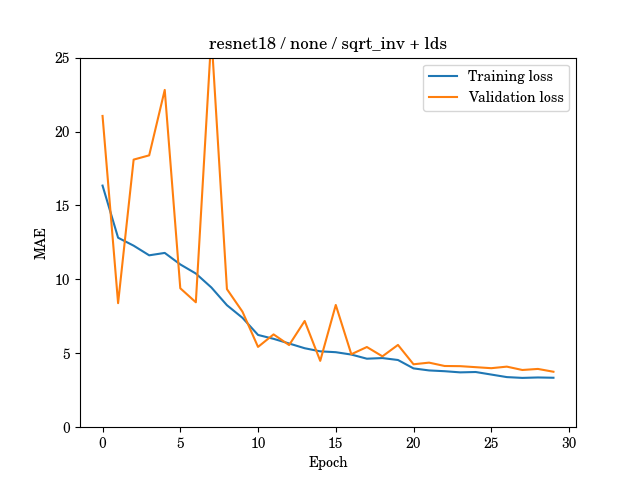 resnet18 / none / sqrt_inv + lds
Training loss
Validation loss
MAE
25
20
15
10
5
0
0 5 10 15 20 25 30
Epoch